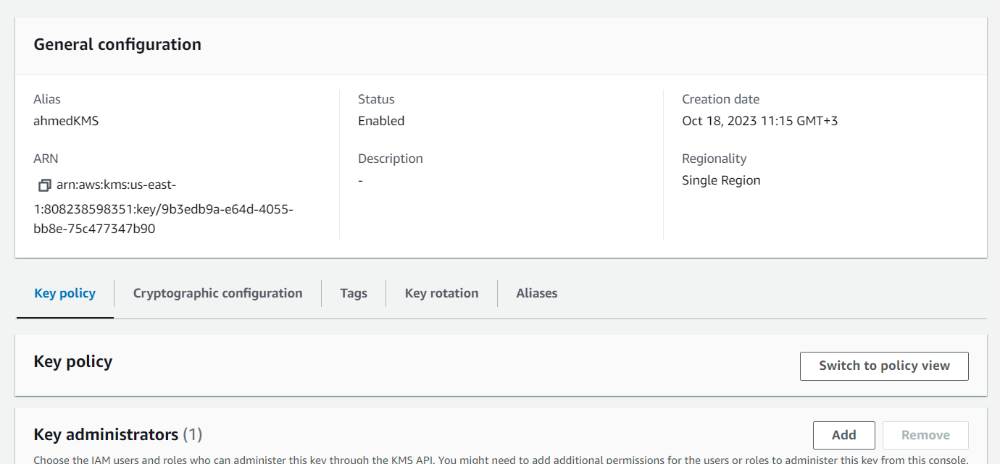 General configuration
Alias
ahmedKMS
Status
Enabled
Creation date
Oct 18, 2023 11:15 GMT+3
ARN
arn:aws:kms:us-east-
1:808238598351:key/9b3edb9a-e64d-4055-
bb8e-75c477347b90
Description
-
Regionality
Single Region
Key policy
Cryptographic configuration
Tags
Key rotation
Aliases
Key policy
Switch to policy view
Key administrators (1)
Add
Remove
Choose the IAM users and roles who can administer this key through the KMS API. You might need to add additional permissions for the users or roles to administer this key from this console.